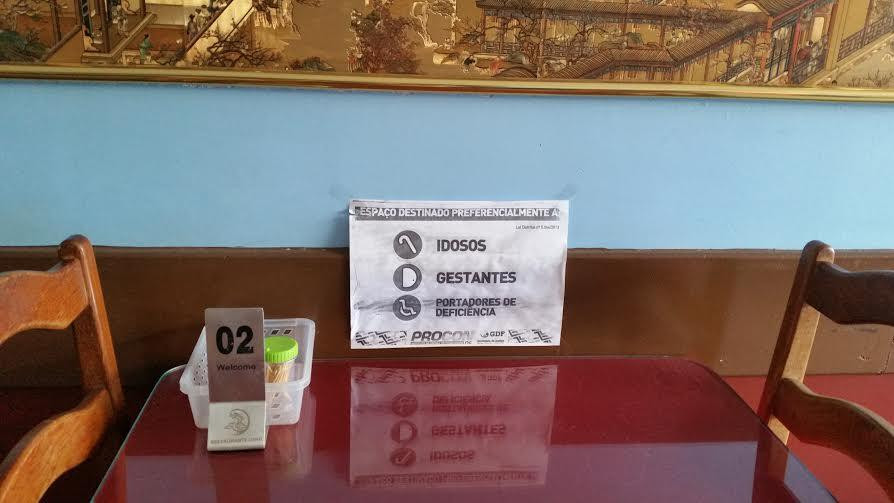 ESPAÇO DESTINADO PREFERENCIALMENTE A:
IDOSOS
GESTANTES
PORTADORES DE
DEFICIÊNCIA
PROCON
GDF
02
Welcome